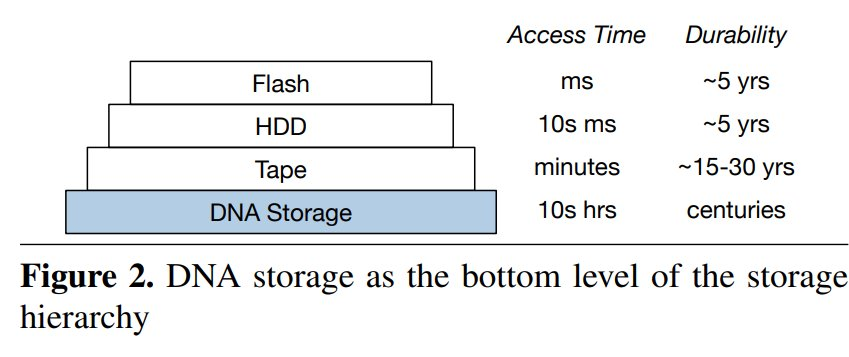 Access Time Durability
Flash ms ~5 yrs
HDD 10s ms ~5 yrs
Tape minutes ~15-30 yrs
DNA Storage 10s hrs centuries
Figure 2. DNA storage as the bottom level of the storage
hierarchy